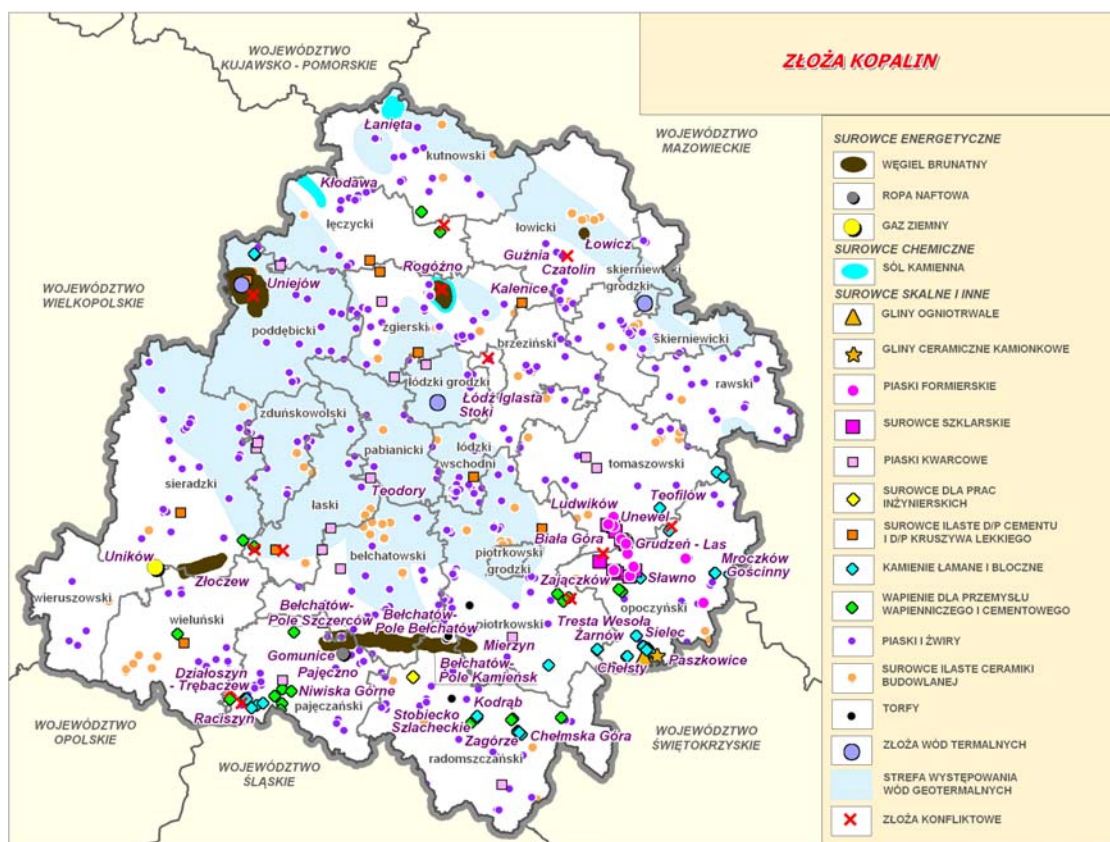 WOJEWÓDZTWO
KUJAWSKO - POMORSKIE
ZŁOŻA KOPALIN
WOJEWÓDZTWO
MAZOWIECKIE
WOJEWÓDZTWO
WIELKOPOLSKIE
WOJEWÓDZTWO
OPOLSKIE
WOJEWÓDZTWO
ŚLĄSKIE
WOJEWÓDZTWO
ŚWIĘTOKRZYSKIE
Łanięta
kutnowski
Kłodawa
łęczycki
łowicki
Łowicz
Guźnia
Czatolin
skierniewicki
grodzki
Rogóźno
Kalenice
Uniejów
zgierski
poddębicki
brzeziński
skierniewicki
łódzki grodzki
rawski
Łódź Iglasta
Stoki
zduńskowolski
pabianicki
łódzki
wschodni
tomaszowski
sieradzki
łaski
Teodory
Teofilów
Ludwików
Unewel
Biała Góra
Grudzeń - Las
bełchatowski
piotrkowski
grodzki
Mroczków
Gościnny
Uników
Zajączków
Sławno
Złoczew
wieruszowski
opoczyński
Bełchatów-
Pole Szczerców
Bełchatów-
Pole Bełchatów
piotrkowski
wieluński
Tresta Wesoła
Żarnów
Sielec
Mierzyn
Gomunice
Bełchatów-
Pole Kamieńsk
Chełsty
Paszkowice
Działoszyn
- Trębaczew
Pajęczno
Niwiska Górne
Kodrąb
Raciszyn
pajęczański
Stobiecko
Szlacheckie
Zagórze
Chełmska Góra
radomszczański
SUROWCE ENERGETYCZNE
WĘGIEL BRUNATNY
ROPA NAFTOWA
GAZ ZIEMNY
SUROWCE CHEMICZNE
SÓL KAMIENNA
SUROWCE SKALNE I INNE
GLINY OGNIOTRWAŁE
GLINY CERAMICZNE KAMIONKOWE
PIASKI FORMIERSKIE
SUROWCE SZKLARSKIE
PIASKI KWARCOWE
SUROWCE DLA PRAC
INŻYNIERSKICH
SUROWCE ILASTE D/P CEMENTU
I D/P KRUSZYWA LEKKIEGO
KAMIENIE ŁAMANE I BLOCZNE
WAPIENIE DLA PRZEMYSŁU
WAPIENNICZEGO I CEMENTOWEGO
PIASKI I ŻWIRY
SUROWCE ILASTE CERAMIKI
BUDOWLANEJ
TORFY
ZŁOŻA WÓD TERMALNYCH
STREFA WYSTĘPOWANIA
WÓD GEOTERMALNYCH
ZŁOŻA KONFLIKTOWE